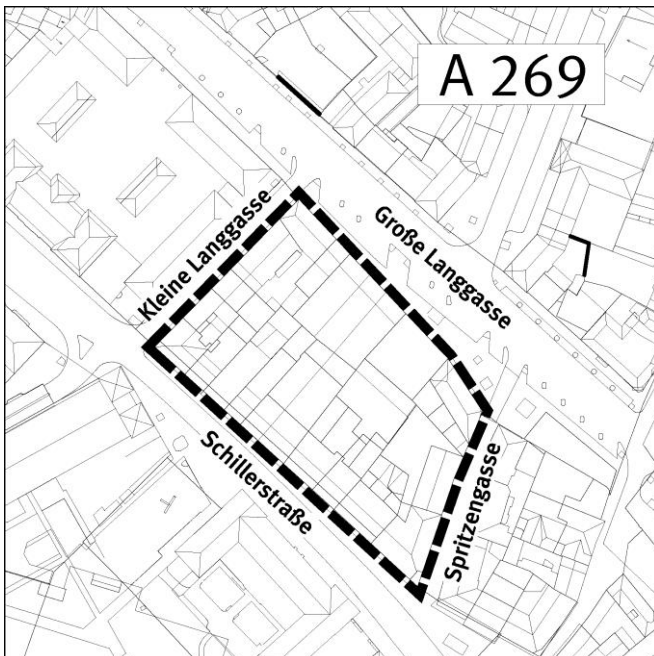 A 269
Kleine Langgasse
Große Langgasse
Schillerstraße
Spritzengasse